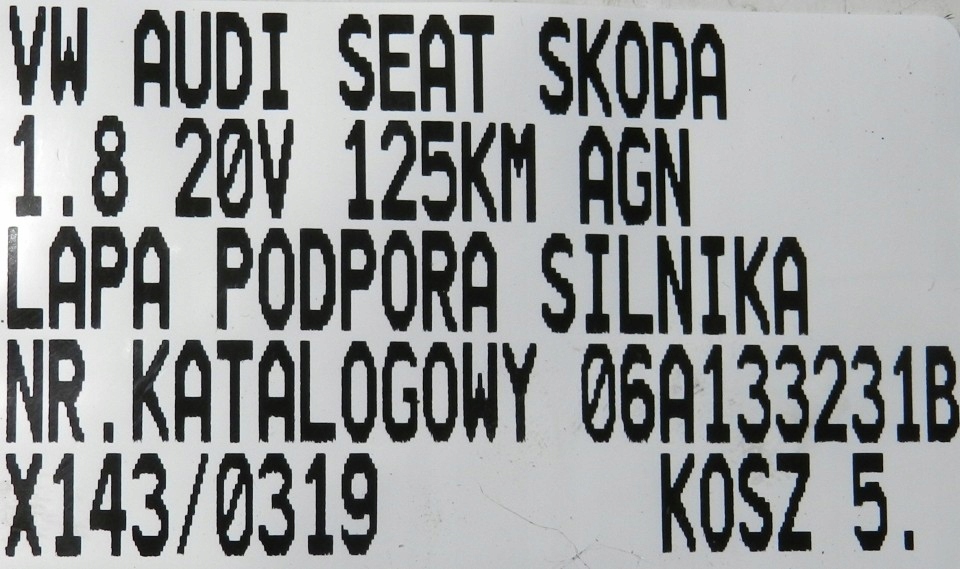 VW AUDI SEAT SKODA
1.8 20V 125KM AGN
LAPA PODPORA SILNIKA
NR.KATALOGOWY 06A133231B
X143/0319 KOSZ 5.